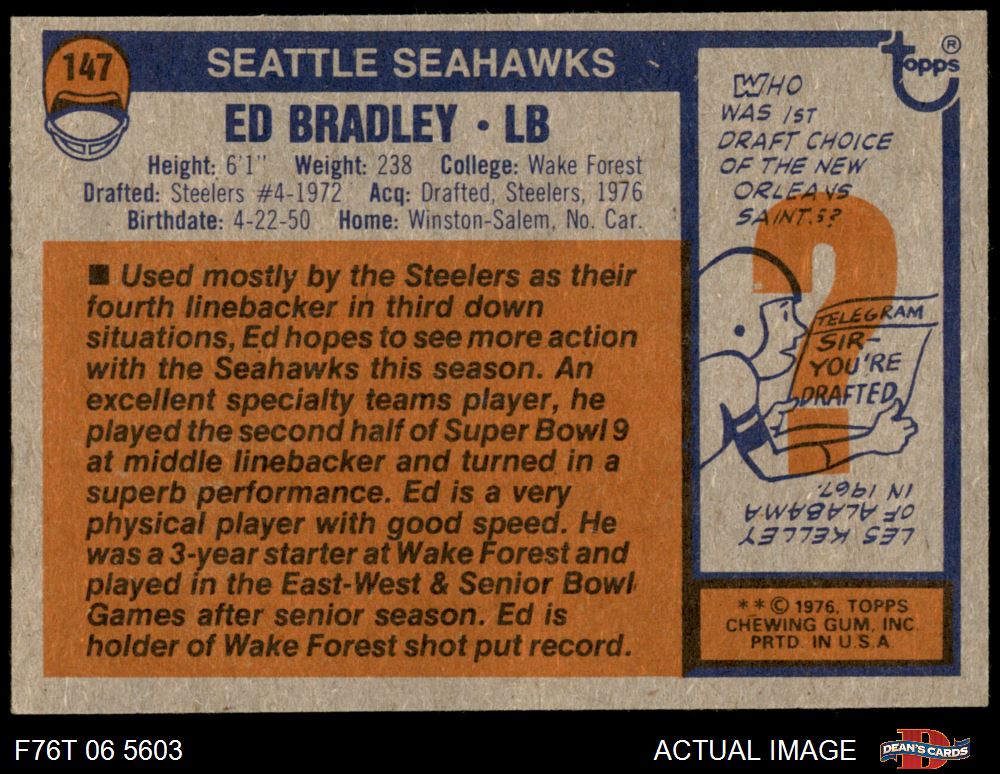 147
SEATTLE SEAHAWKS
ED BRADLEY • LB
Height: 6'1" Weight: 238 College: Wake Forest
Drafted: Steelers #4-1972 Acq: Drafted, Steelers, 1976
Birthdate: 4-22-50 Home: Winston-Salem, No. Car.
■ Used mostly by the Steelers as their
fourth linebacker in third down
situations, Ed hopes to see more action
with the Seahawks this season. An
excellent specialty teams player, he
played the second half of Super Bowl 9
at middle linebacker and turned in a
superb performance. Ed is a very
physical player with good speed. He
was a 3-year starter at Wake Forest and
played in the East-West & Senior Bowl
Games after senior season. Ed is
holder of Wake Forest shot put record.
topps ®
WHO
WAS 1ST
DRAFT CHOICE
OF THE NEW
ORLEANS
SAINTS?
?
TELEGRAM
SIR-
YOU'RE
DRAFTED
LES KELLEY
OF ALABAMA
IN 1967.
**© 1976, TOPPS
CHEWING GUM, INC.
PRTD. IN U.S.A.
F76T 06 5603
ACTUAL IMAGE
DEAN'S CARDS